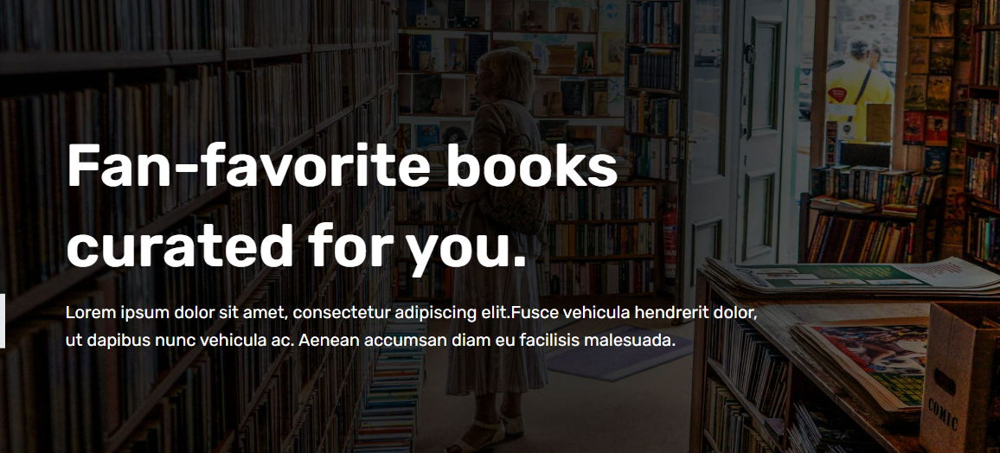 Fan-favorite books
curated for you.
Lorem ipsum dolor sit amet, consectetur adipiscing elit.Fusce vehicula hendrerit dolor,
ut dapibus nunc vehicula ac. Aenean accumsan diam eu facilisis malesuada.
COMIC